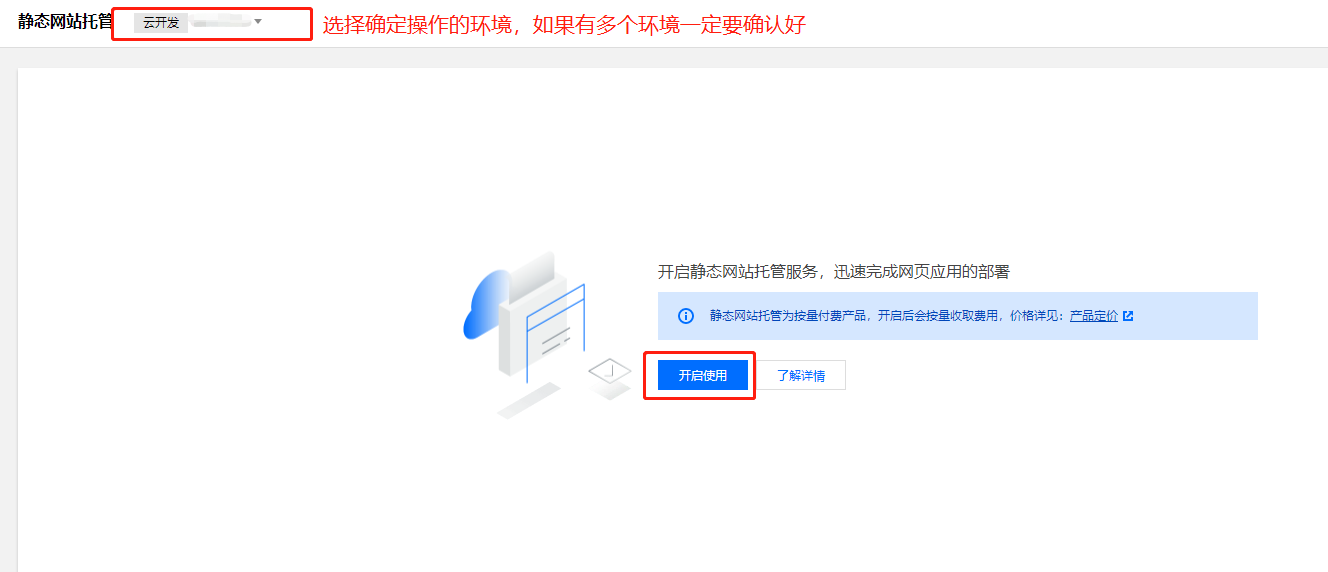 静态网站托管 云开发 选择确定操作的环境，如果有多个环境一定要确认好
开启静态网站托管服务，迅速完成网页应用的部署
静态网站托管为按量付费产品，开启后会按量收取费用，价格详见：产品定价
开启使用 了解详情